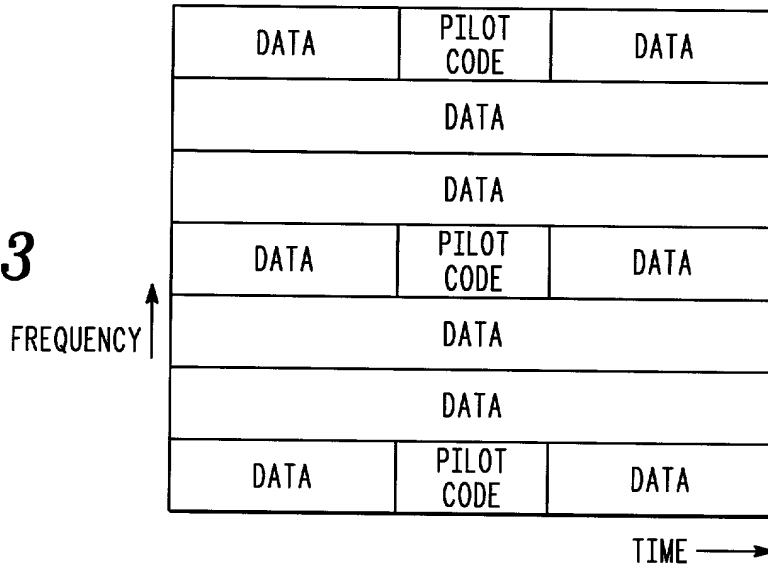 DATA PILOT CODE DATA
DATA
DATA
3
DATA PILOT CODE DATA
FREQUENCY
DATA
DATA
DATA PILOT CODE DATA
TIME